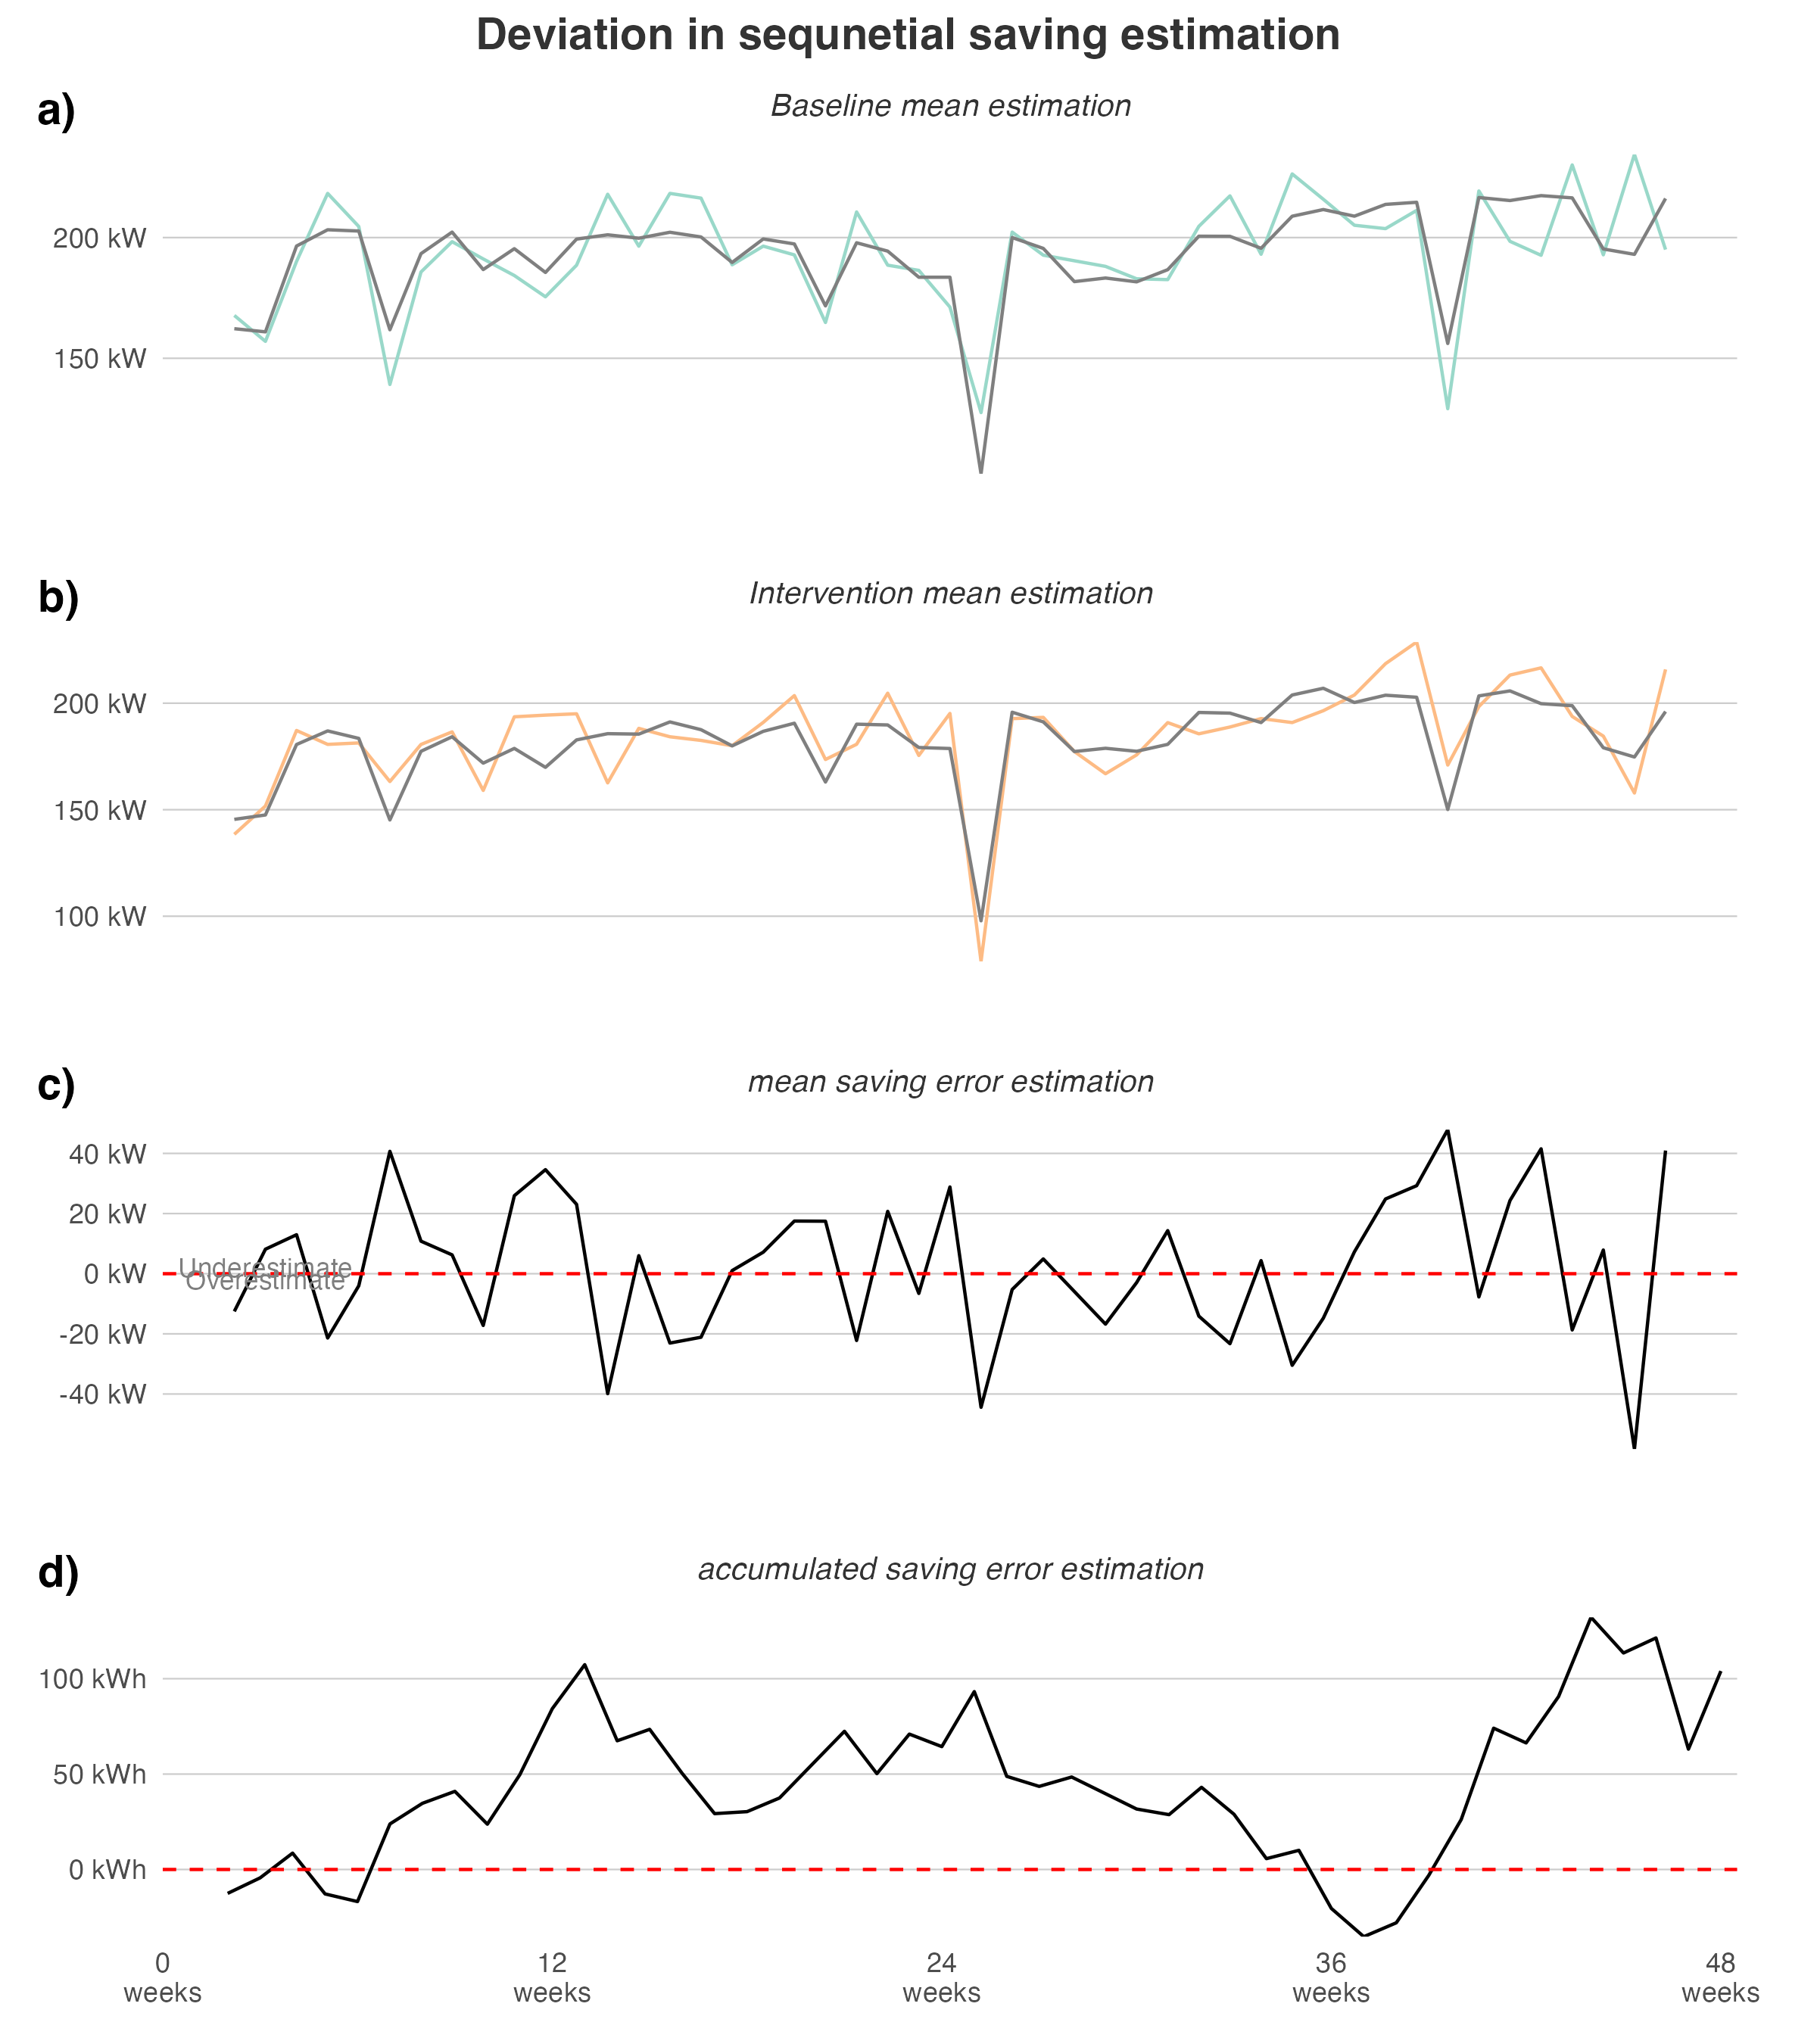 Deviation in sequnetial saving estimation
a)
Baseline mean estimation
200 kW
150 kW
b)
Intervention mean estimation
200 kW
150 kW
100 kW
c)
mean saving error estimation
40 kW
20 kW
Underestimate
0 kW
Overestimate
-20 kW
-40 kW
d)
accumulated saving error estimation
100 kWh
50 kWh
0 kWh
0 12 24 36 48
weeks weeks weeks weeks weeks